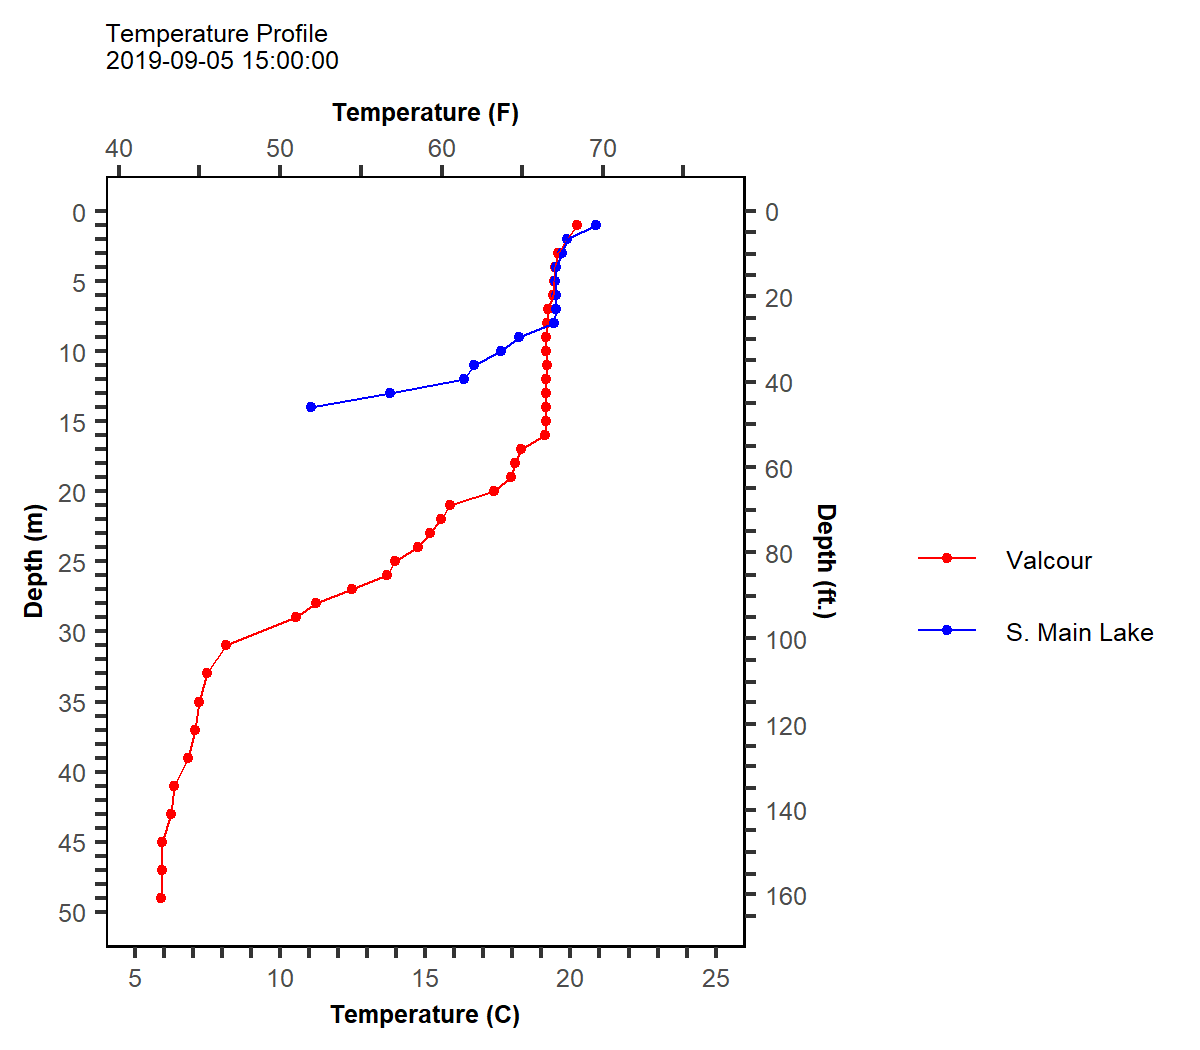 Temperature Profile
2019-09-05 15:00:00
Temperature (F)
40 50 60 70
0
5
10
15
20
25
30
35
40
45
50
Depth (m)
0
20
40
60
80
100
120
140
160
Depth (ft.)
Valcour
S. Main Lake
5 10 15 20 25
Temperature (C)